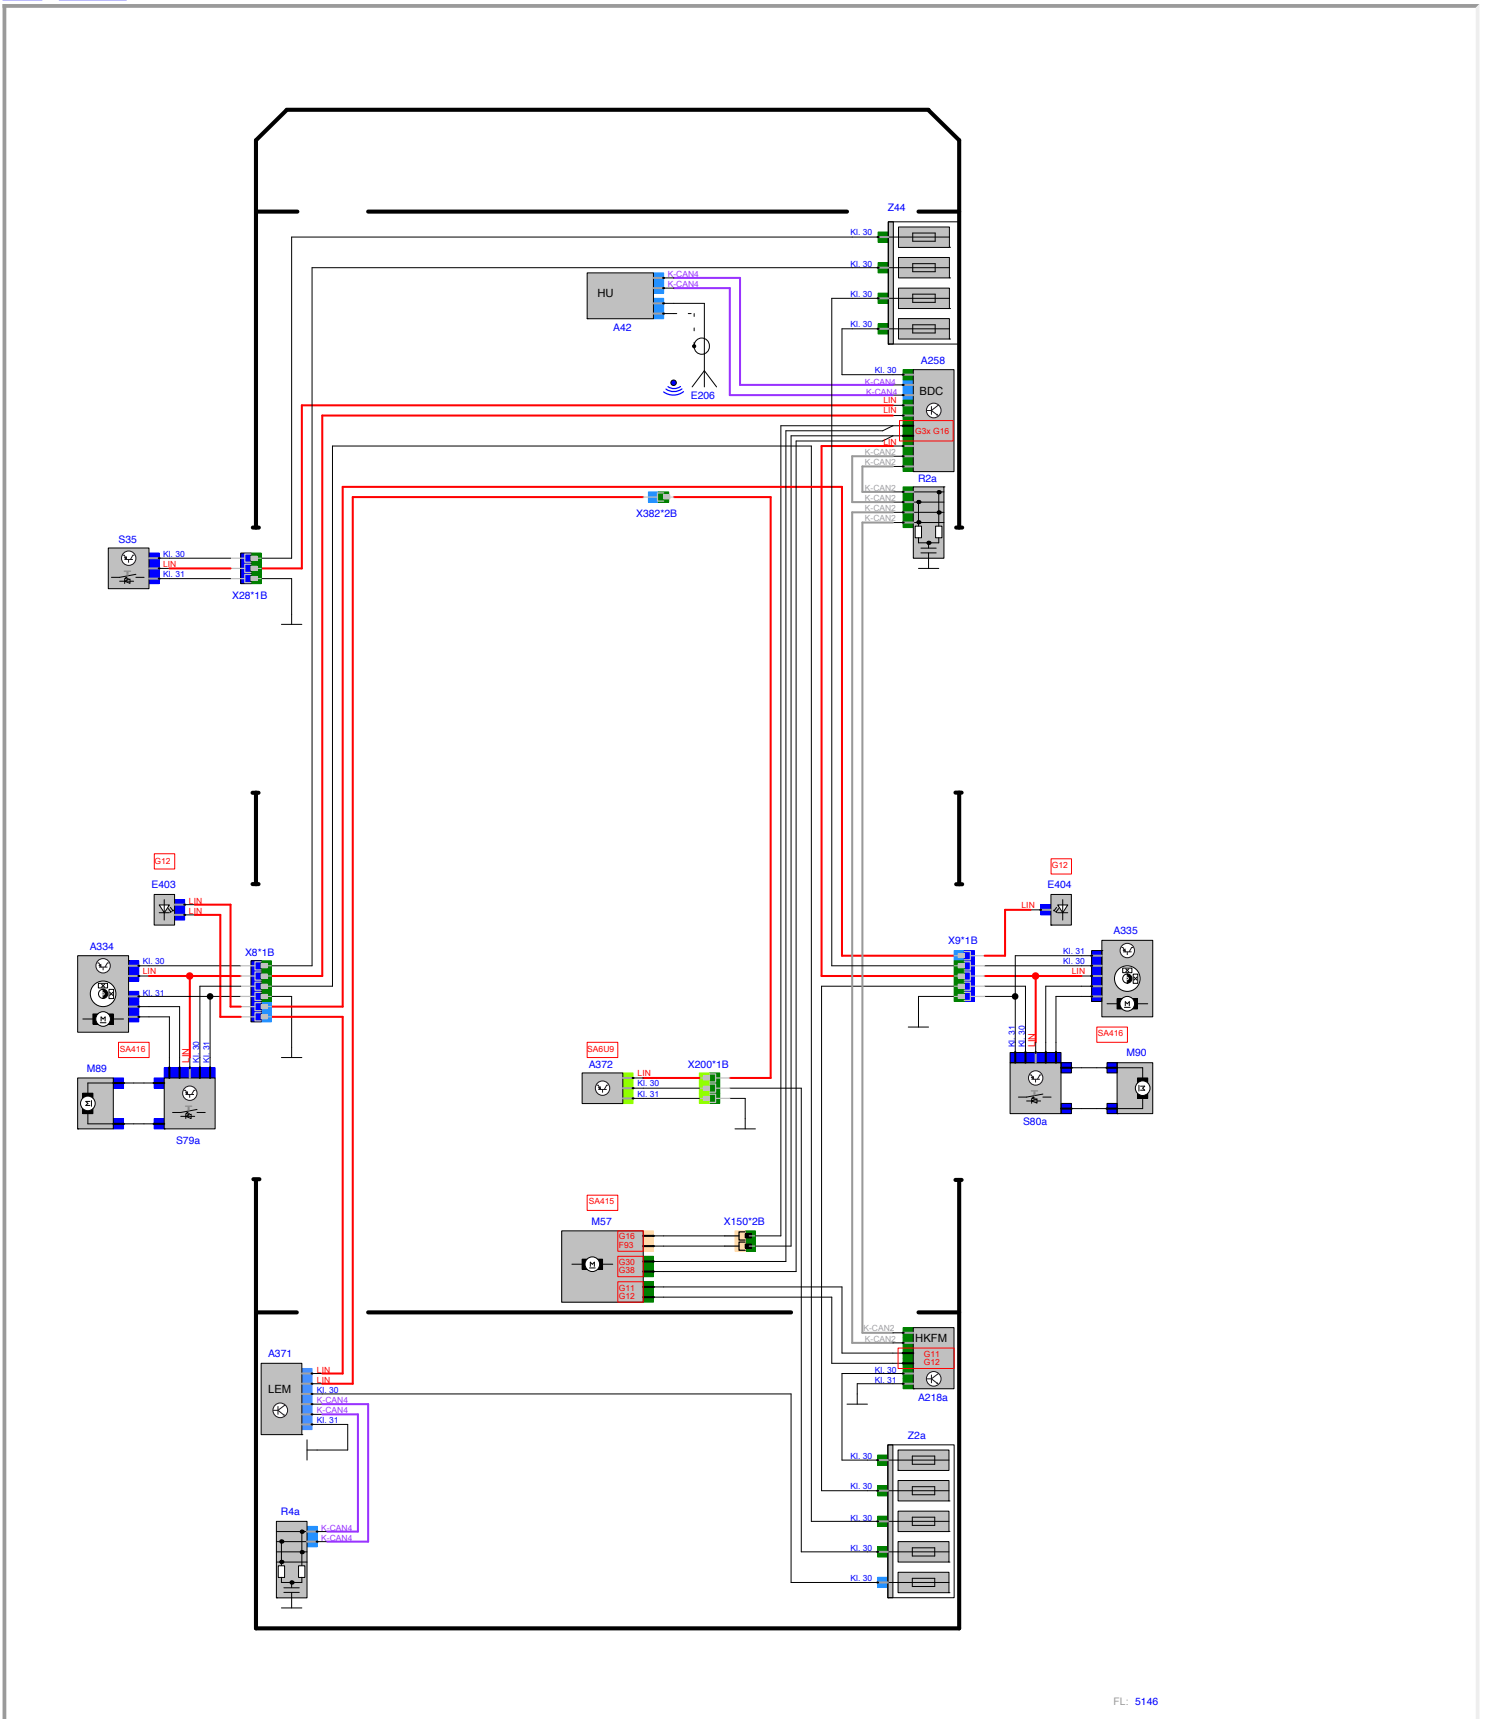 Z44
Kl. 30
Kl. 30
K-CAN4
K-CAN4
HU
Kl. 30
A42
Kl. 30
A258
Kl. 30
K-CAN4
K-CAN4
BDC
E206
LIN
LIN
G3x G16
LIN
K-CAN2
K-CAN2
R2a
K-CAN2
K-CAN2
K-CAN2
K-CAN2
X382*2B
S35
Kl. 30
LIN
Kl. 31
X28*1B
G12
E403
LIN
LIN
G12
E404
LIN
A334
Kl. 30
LIN
Kl. 31
X8*1B
X9*1B
A335
Kl. 31
Kl. 30
LIN
SA416
LIN
Kl. 30
Kl. 31
Kl. 31
Kl. 30
LIN
SA416
M89
S79a
M90
S80a
SA6U9
A372
X200*1B
LIN
Kl. 30
Kl. 31
SA415
M57
X150*2B
G16
F93
G30
G38
G11
G12
K-CAN2
K-CAN2
HKFM
G11
G12
Kl. 30
Kl. 31
A218a
A371
LEM
LIN
LIN
Kl. 30
K-CAN4
K-CAN4
Kl. 31
Z2a
Kl. 30
Kl. 30
Kl. 30
Kl. 30
Kl. 30
R4a
K-CAN4
K-CAN4
FL: 5146